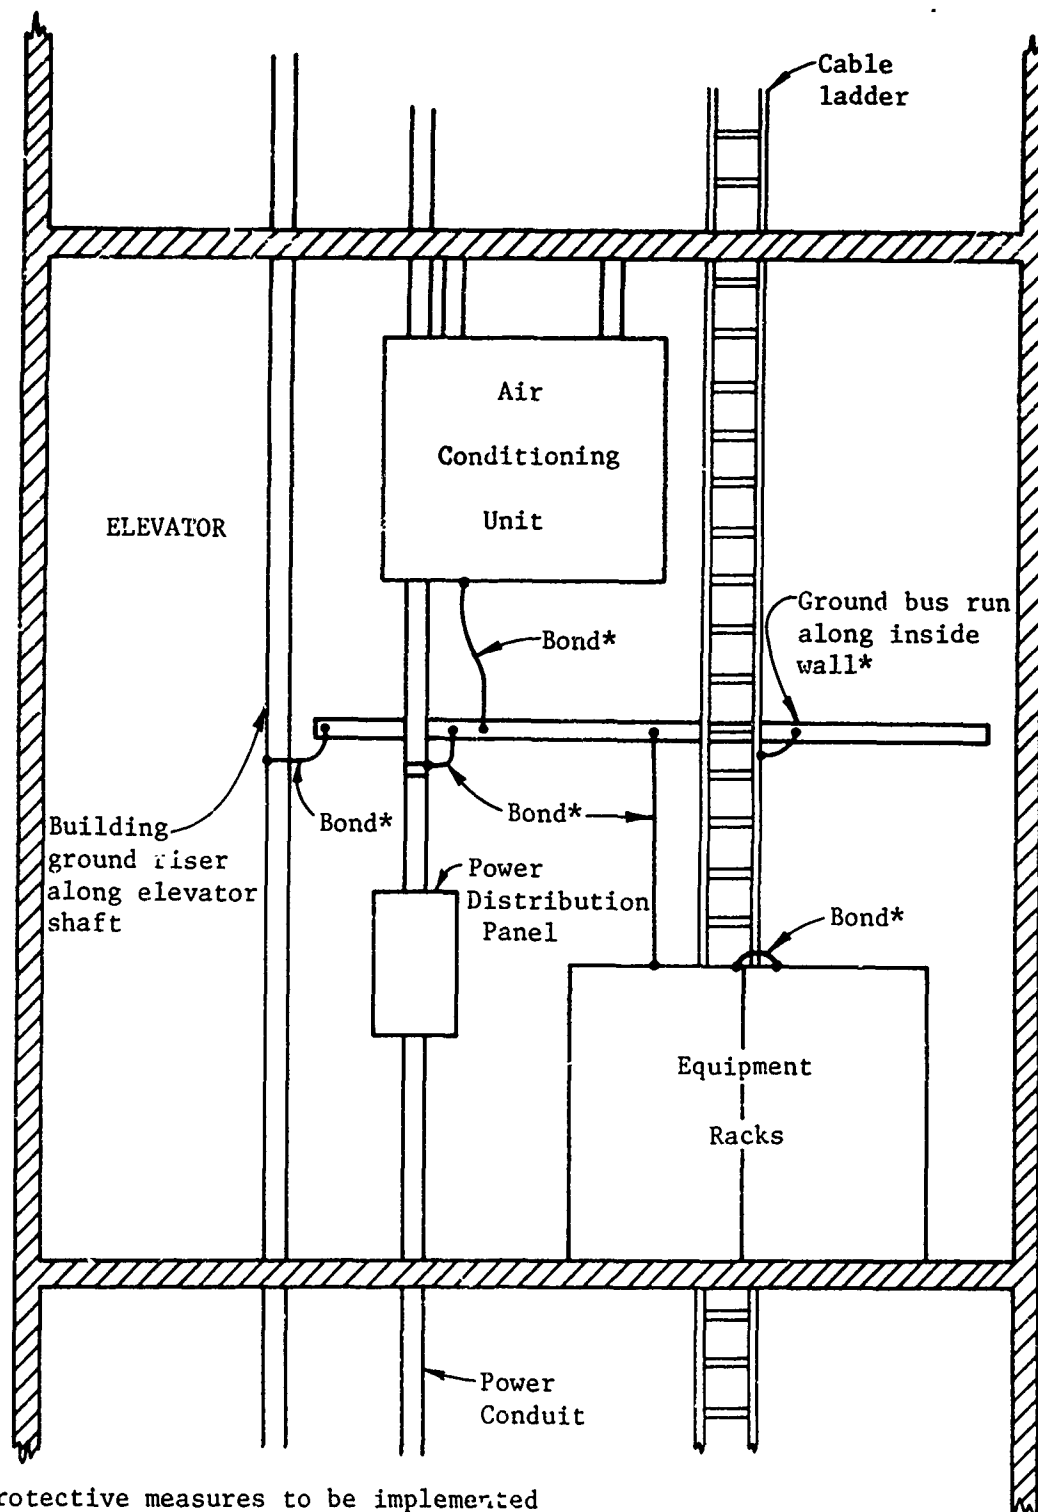 Cable
ladder
Air
Conditioning
Unit
ELEVATOR
Ground bus run
along inside
wall*
Bond*
Bond*
Bond*
Building
ground riser
along elevator
shaft
Power
Distribution
Panel
Bond*
Equipment
Racks
Power
Conduit
rotective measures to be implemented